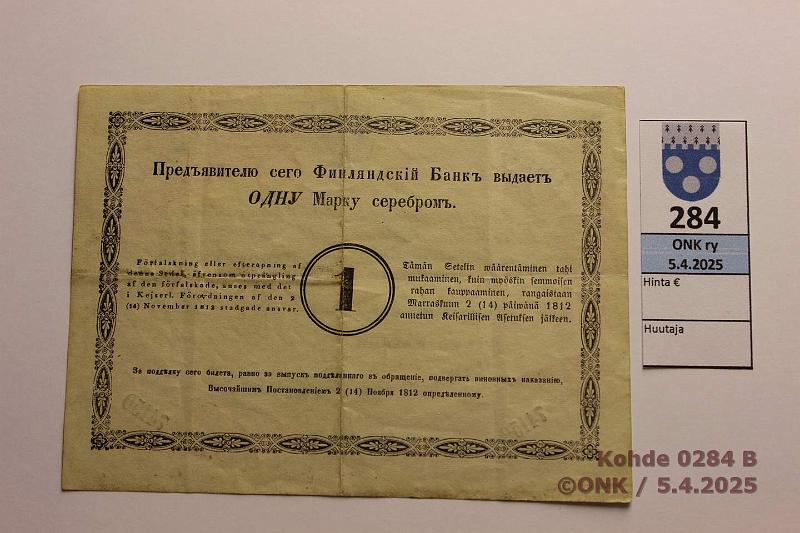 Предъявителю сего Финляндскій Банкъ выдаетъ
ОДНУ Марку серебромъ.
Förfalskning eller efterapning af
denna Sedel, äfvensom utprångling
af den förfalskade, anses med det
i Kejserl. Förordningen af den 2
(14) November 1812 stadgade ansvar.
1
Tämän Setelin wäärentäminen tahi
mukaaminen, kuin myöskin semmoisen
rahan kauppaaminen, rangaistaan
Marraskuun 2 (14) päiwänä 1812
annetun Keisarillisen Asetuksen jälkeen.
За поддѣлку сего билета, равно за выпускъ поддѣланнаго въ обращеніе, подвергать виновныхъ наказанію,
Высочайшимъ Постановленіемъ 2 (14) Ноября 1812 опредѣленному.
284
ONK ry
5.4.2025
Hinta €
Huutaja
Kohde 0284 B
©ONK / 5.4.2025